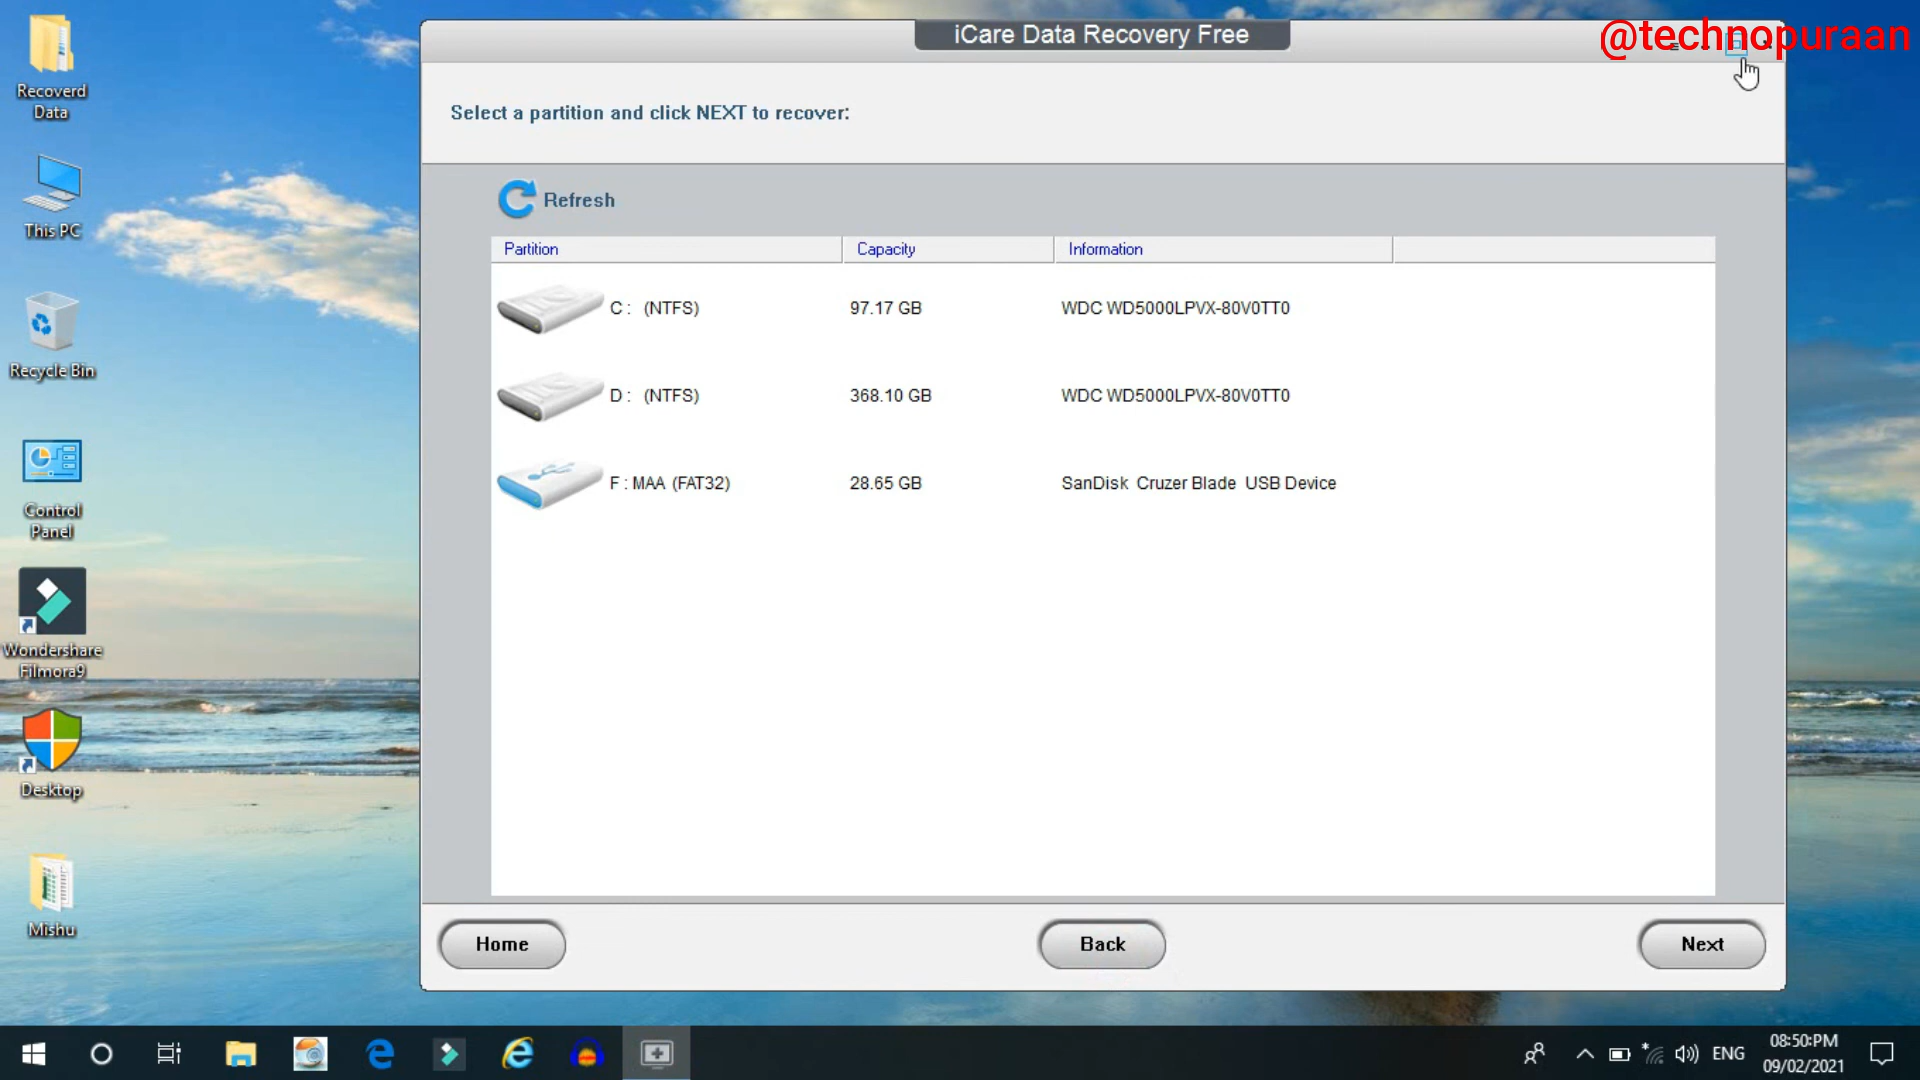 iCare Data Recovery Free
@technopuraan
Select a partition and click NEXT to recover:
Refresh
Partition Capacity Information
C : (NTFS) 97.17 GB WDC WD5000LPVX-80V0TT0
D : (NTFS) 368.10 GB WDC WD5000LPVX-80V0TT0
F : MAA (FAT32) 28.65 GB SanDisk Cruzer Blade USB Device
Home Back Next
Recoverd
Data
This PC
Recycle Bin
Control
Panel
Wondershare
Filmora9
Desktop
Mishu
ENG
08:50:PM
09/02/2021